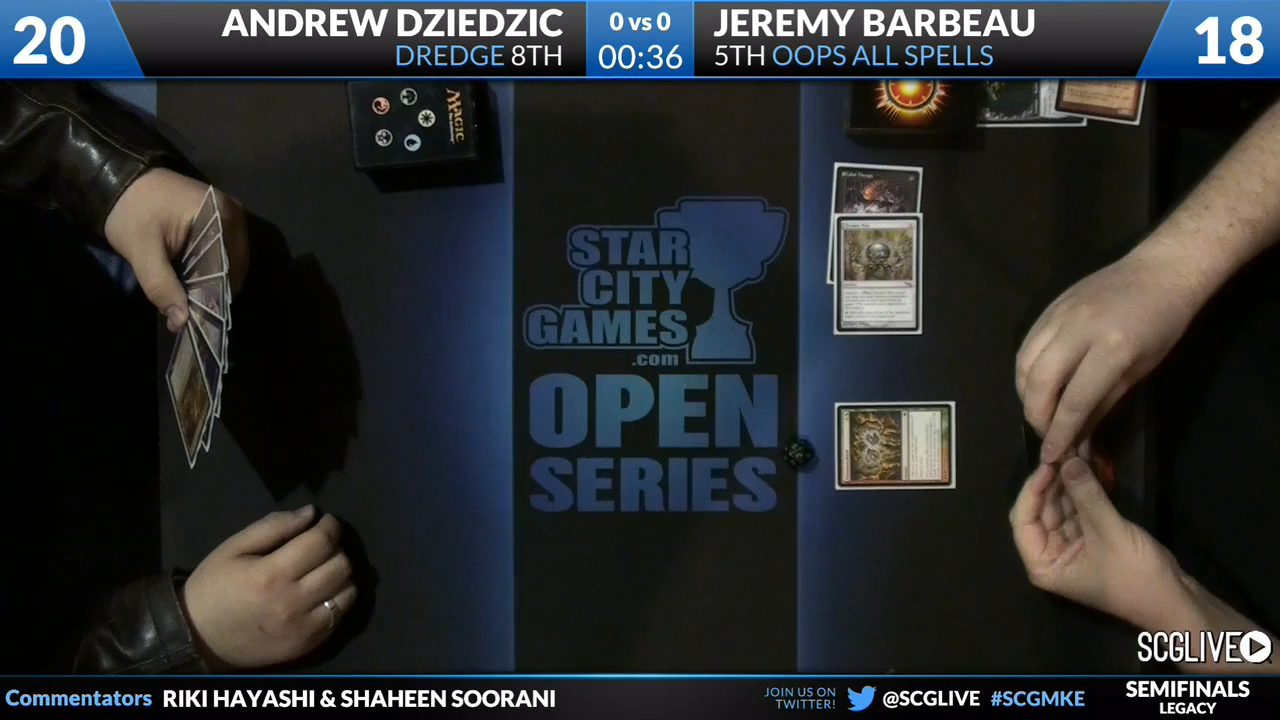 20
ANDREW DZIEDZIC
DREDGE 8TH
0 vs 0
00:36
JEREMY BARBEAU
5TH OOPS ALL SPELLS
18
MAGIC
STAR
CITY
GAMES
.com
OPEN
SERIES
SCGLIVE
Commentators RIKI HAYASHI & SHAHEEN SOORANI
JOIN US ON
TWITTER!
@SCGLIVE #SCGMKE
SEMIFINALS
LEGACY